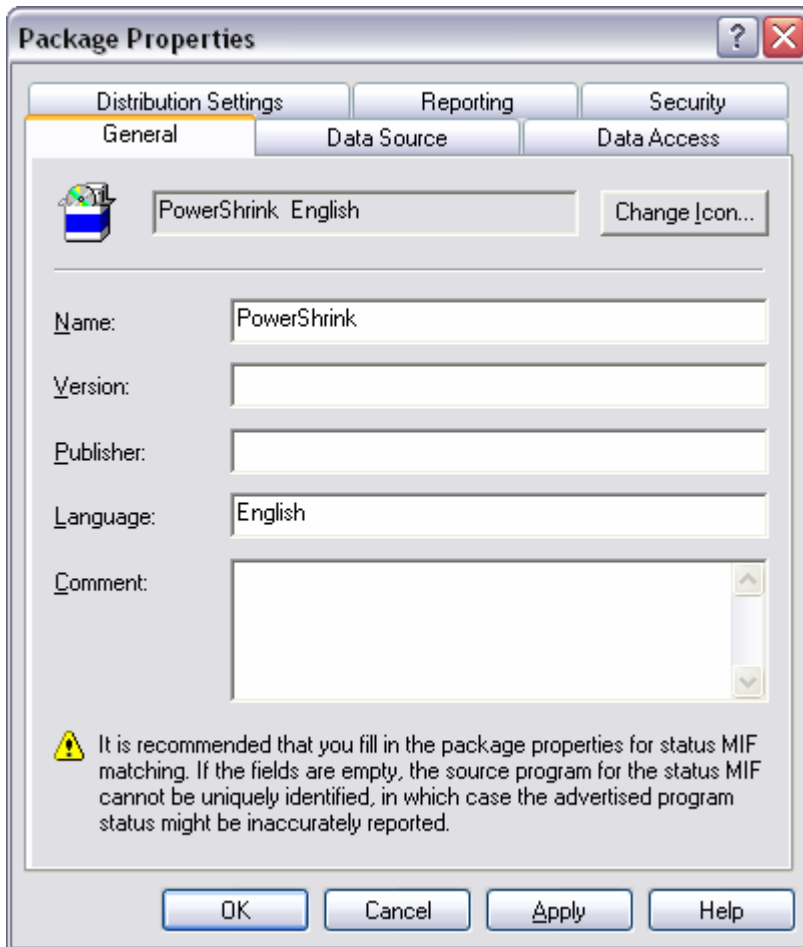 Package Properties
Distribution Settings Reporting Security
General Data Source Data Access
PowerShrink English Change Icon...
Name: PowerShrink
Version:
Publisher:
Language: English
Comment:
It is recommended that you fill in the package properties for status MIF
matching. If the fields are empty, the source program for the status MIF
cannot be uniquely identified, in which case the advertised program
status might be inaccurately reported.
OK Cancel Apply Help